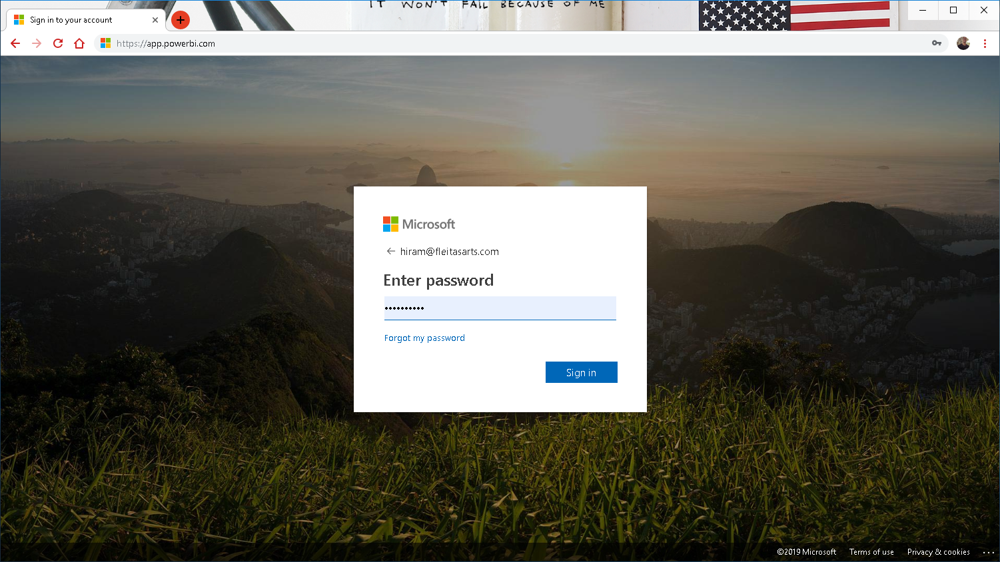 IT WON'T FAIL BECAUSE OF ME
Sign in to your account
https://app.powerbi.com
Microsoft
hiram@fleitasarts.com
Enter password
••••••••••
Forgot my password
Sign in
©2019 Microsoft Terms of use Privacy & cookies ...